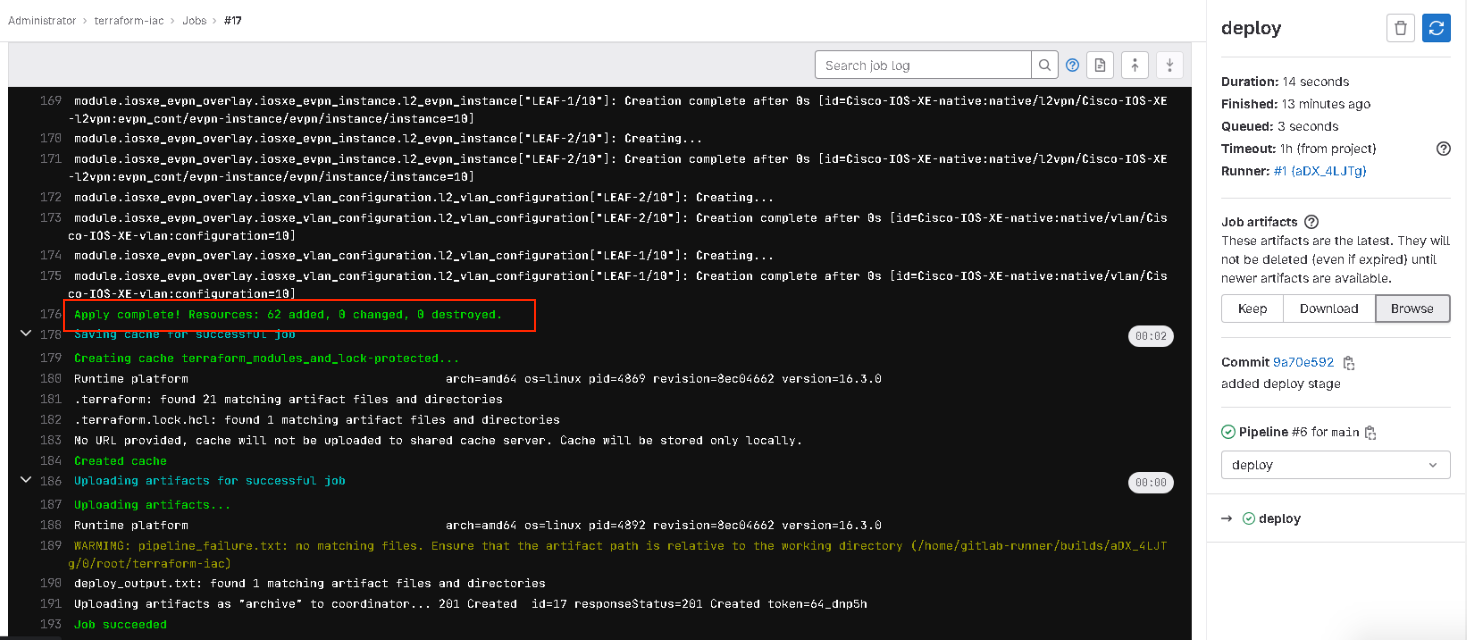 Administrator > terraform-iac > Jobs > #17
Search job log
169 module.iosxe_evpn_overlay.iosxe_evpn_instance.l2_evpn_instance["LEAF-1/10"]: Creation complete after 0s [id=Cisco-IOS-XE-native:native/l2vpn/Cisco-IOS-XE
-l2vpn:evpn_cont/evpn-instance/evpn/instance/instance=10]
170 module.iosxe_evpn_overlay.iosxe_evpn_instance.l2_evpn_instance["LEAF-2/10"]: Creating...
171 module.iosxe_evpn_overlay.iosxe_evpn_instance.l2_evpn_instance["LEAF-2/10"]: Creation complete after 0s [id=Cisco-IOS-XE-native:native/l2vpn/Cisco-IOS-XE
-l2vpn:evpn_cont/evpn-instance/evpn/instance/instance=10]
172 module.iosxe_evpn_overlay.iosxe_vlan_configuration.l2_vlan_configuration["LEAF-2/10"]: Creating...
173 module.iosxe_evpn_overlay.iosxe_vlan_configuration.l2_vlan_configuration["LEAF-2/10"]: Creation complete after 0s [id=Cisco-IOS-XE-native:native/vlan/Cis
co-IOS-XE-vlan:configuration=10]
174 module.iosxe_evpn_overlay.iosxe_vlan_configuration.l2_vlan_configuration["LEAF-1/10"]: Creating...
175 module.iosxe_evpn_overlay.iosxe_vlan_configuration.l2_vlan_configuration["LEAF-1/10"]: Creation complete after 0s [id=Cisco-IOS-XE-native:native/vlan/Cis
co-IOS-XE-vlan:configuration=10]
176 Apply complete! Resources: 62 added, 0 changed, 0 destroyed.
178 Saving cache for successful job 00:02
179 Creating cache terraform_modules_and_lock-protected...
180 Runtime platform arch=amd64 os=linux pid=4869 revision=8ec04662 version=16.3.0
181 .terraform: found 21 matching artifact files and directories
182 .terraform.lock.hcl: found 1 matching artifact files and directories
183 No URL provided, cache will not be uploaded to shared cache server. Cache will be stored only locally.
184 Created cache
186 Uploading artifacts for successful job 00:00
187 Uploading artifacts...
188 Runtime platform arch=amd64 os=linux pid=4892 revision=8ec04662 version=16.3.0
189 WARNING: pipeline_failure.txt: no matching files. Ensure that the artifact path is relative to the working directory (/home/gitlab-runner/builds/aDX_4LJT
g/0/root/terraform-iac)
190 deploy_output.txt: found 1 matching artifact files and directories
191 Uploading artifacts as "archive" to coordinator... 201 Created id=17 responseStatus=201 Created token=64_dnp5h
193 Job succeeded
deploy
Duration: 14 seconds
Finished: 13 minutes ago
Queued: 3 seconds
Timeout: 1h (from project)
Runner: #1 (aDX_4LJTg)
Job artifacts
These artifacts are the latest. They will
not be deleted (even if expired) until
newer artifacts are available.
Keep Download Browse
Commit 9a70e592
added deploy stage
Pipeline #6 for main
deploy
→ deploy